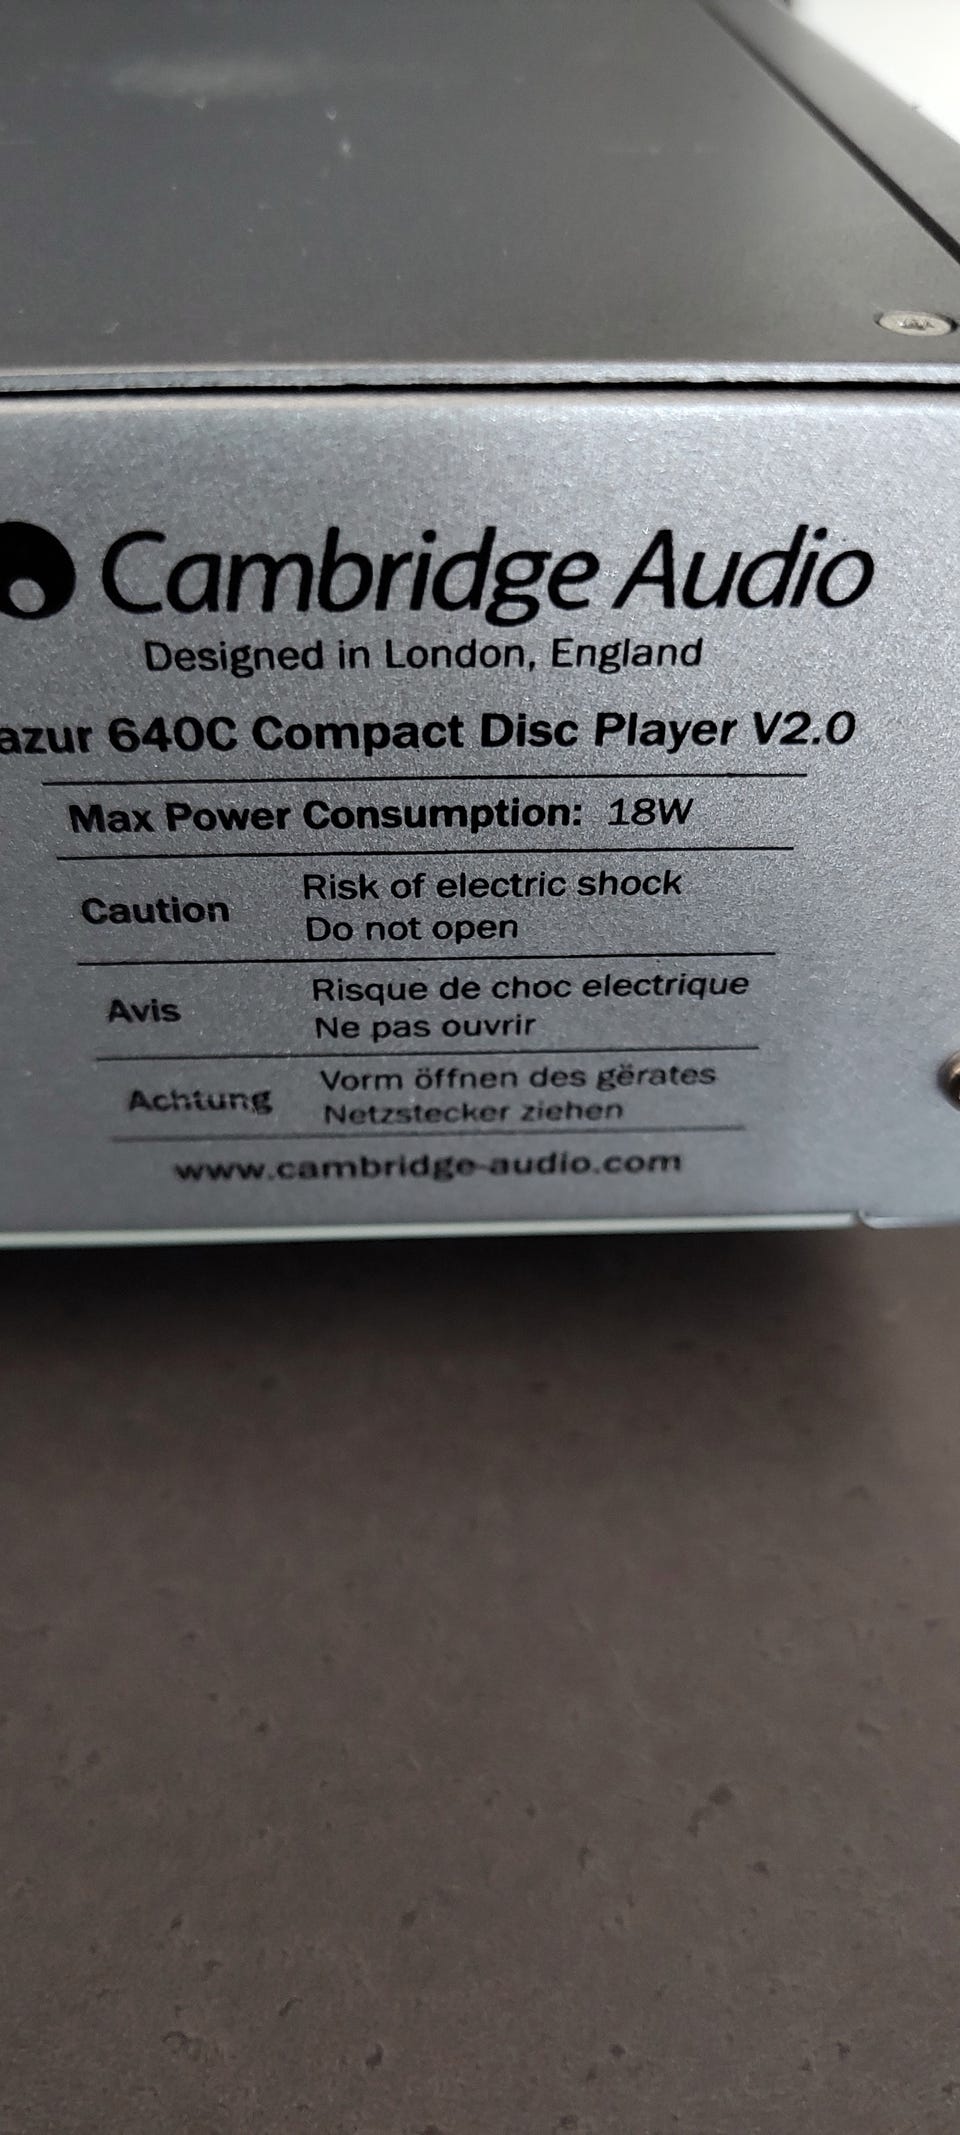 Cambridge Audio
Designed in London, England
azur 640C Compact Disc Player V2.0
Max Power Consumption: 18W
Caution
Risk of electric shock
Do not open
Avis
Risque de choc electrique
Ne pas ouvrir
Achtung
Vorm öffnen des gërates
Netzstecker ziehen
www.cambridge-audio.com